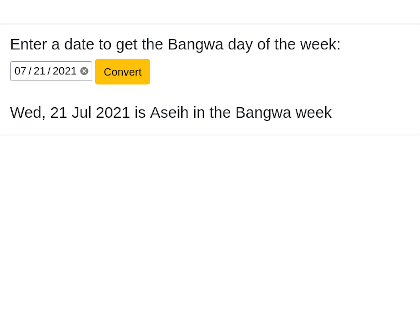 Enter a date to get the Bangwa day of the week:
07/21/2021 Convert
Wed, 21 Jul 2021 is Aseih in the Bangwa week